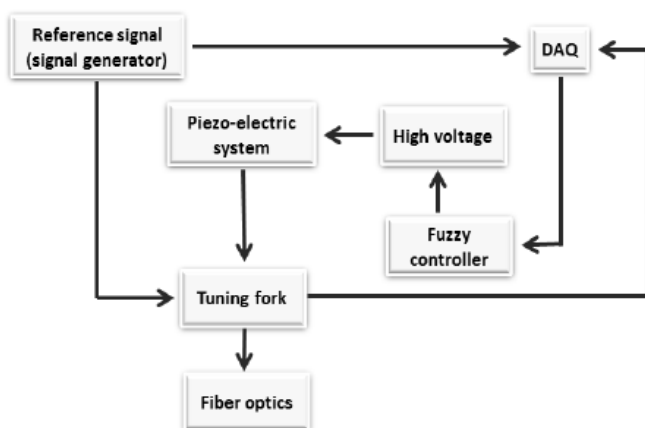 Reference signal
(signal generator)
DAQ
Piezo-electric
system
High voltage
Fuzzy
controller
Tuning fork
Fiber optics